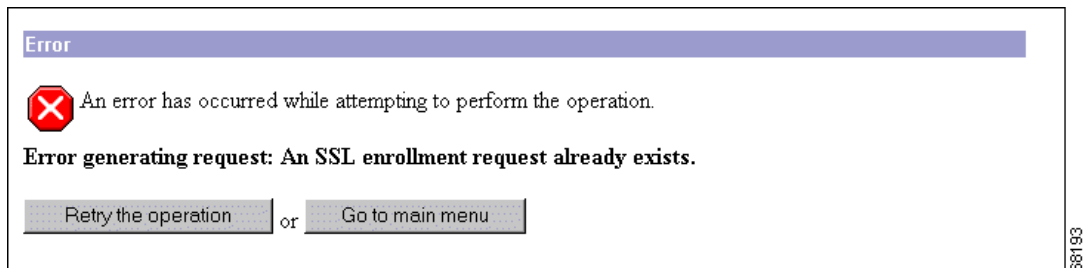 Error
An error has occurred while attempting to perform the operation.
Error generating request: An SSL enrollment request already exists.
Retry the operation or Go to main menu
68193